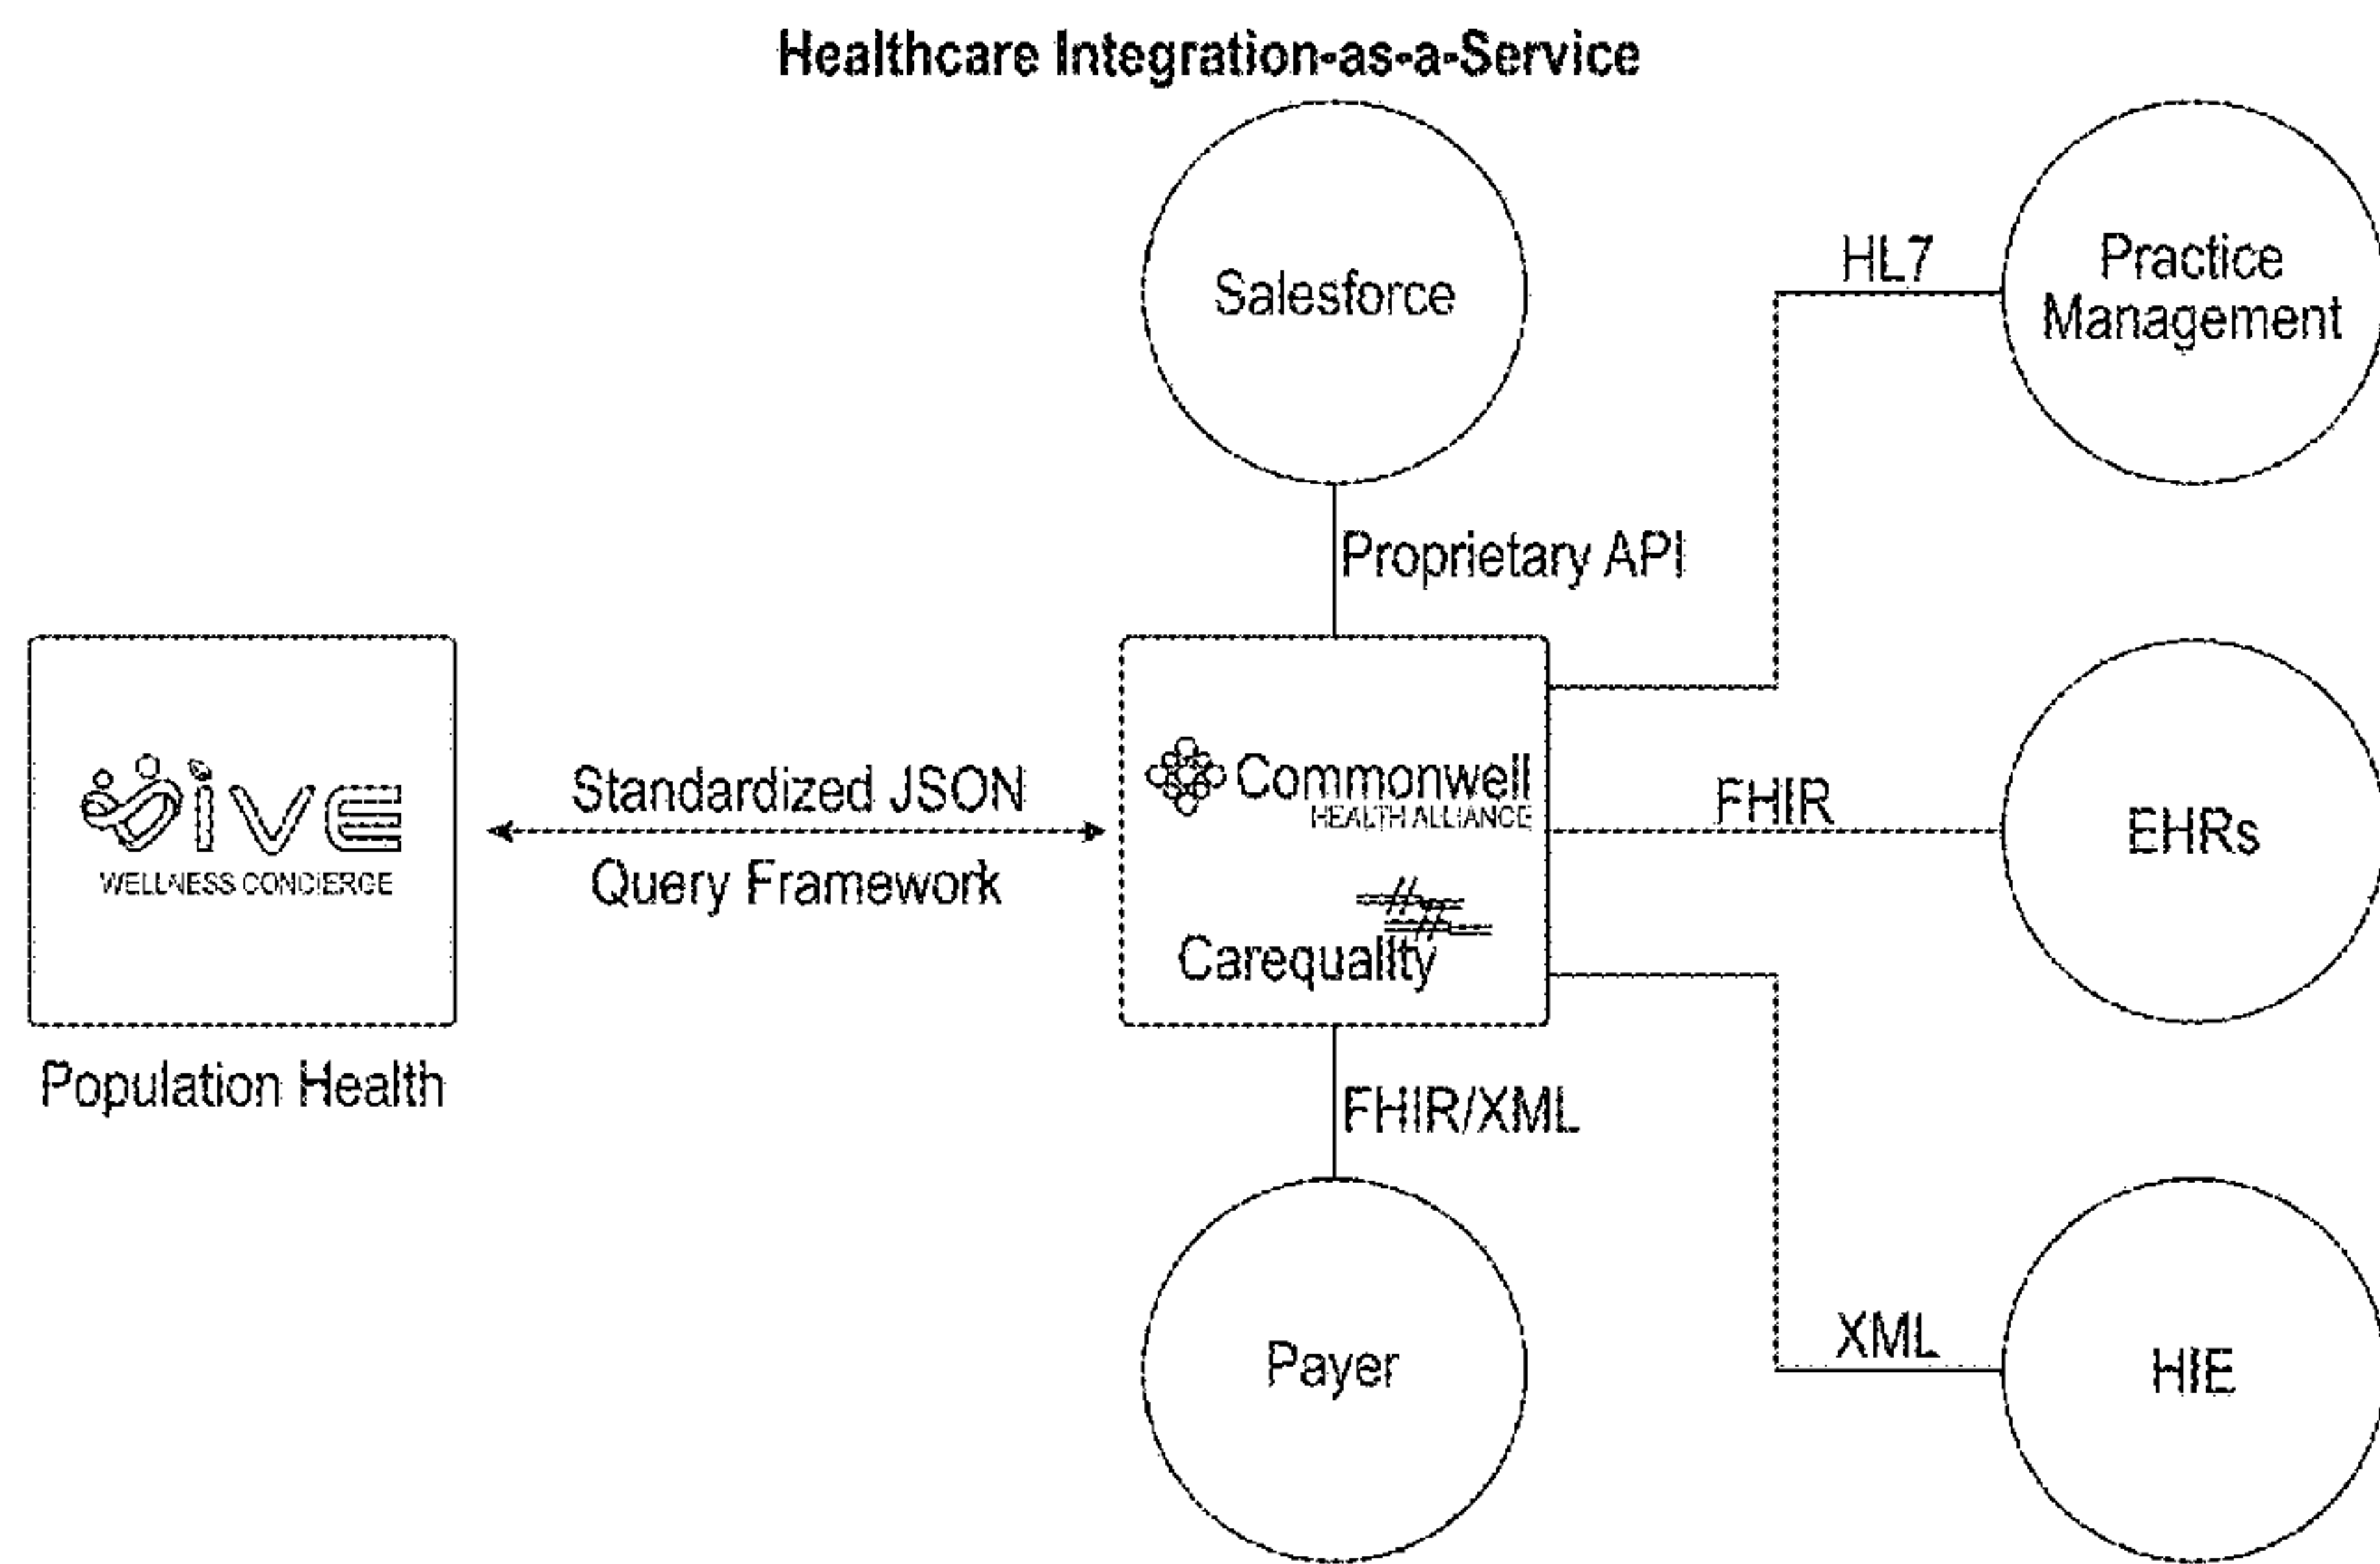 Healthcare Integration-as-a-Service
Salesforce
HL7
Practice
Management
Proprietary API
IVE
WELLNESS CONCIERGE
Population Health
Standardized JSON
Query Framework
Commonwell
HEALTH ALLIANCE
Carequality
FHIR
EHRs
FHIR/XML
Payer
XML
HIE